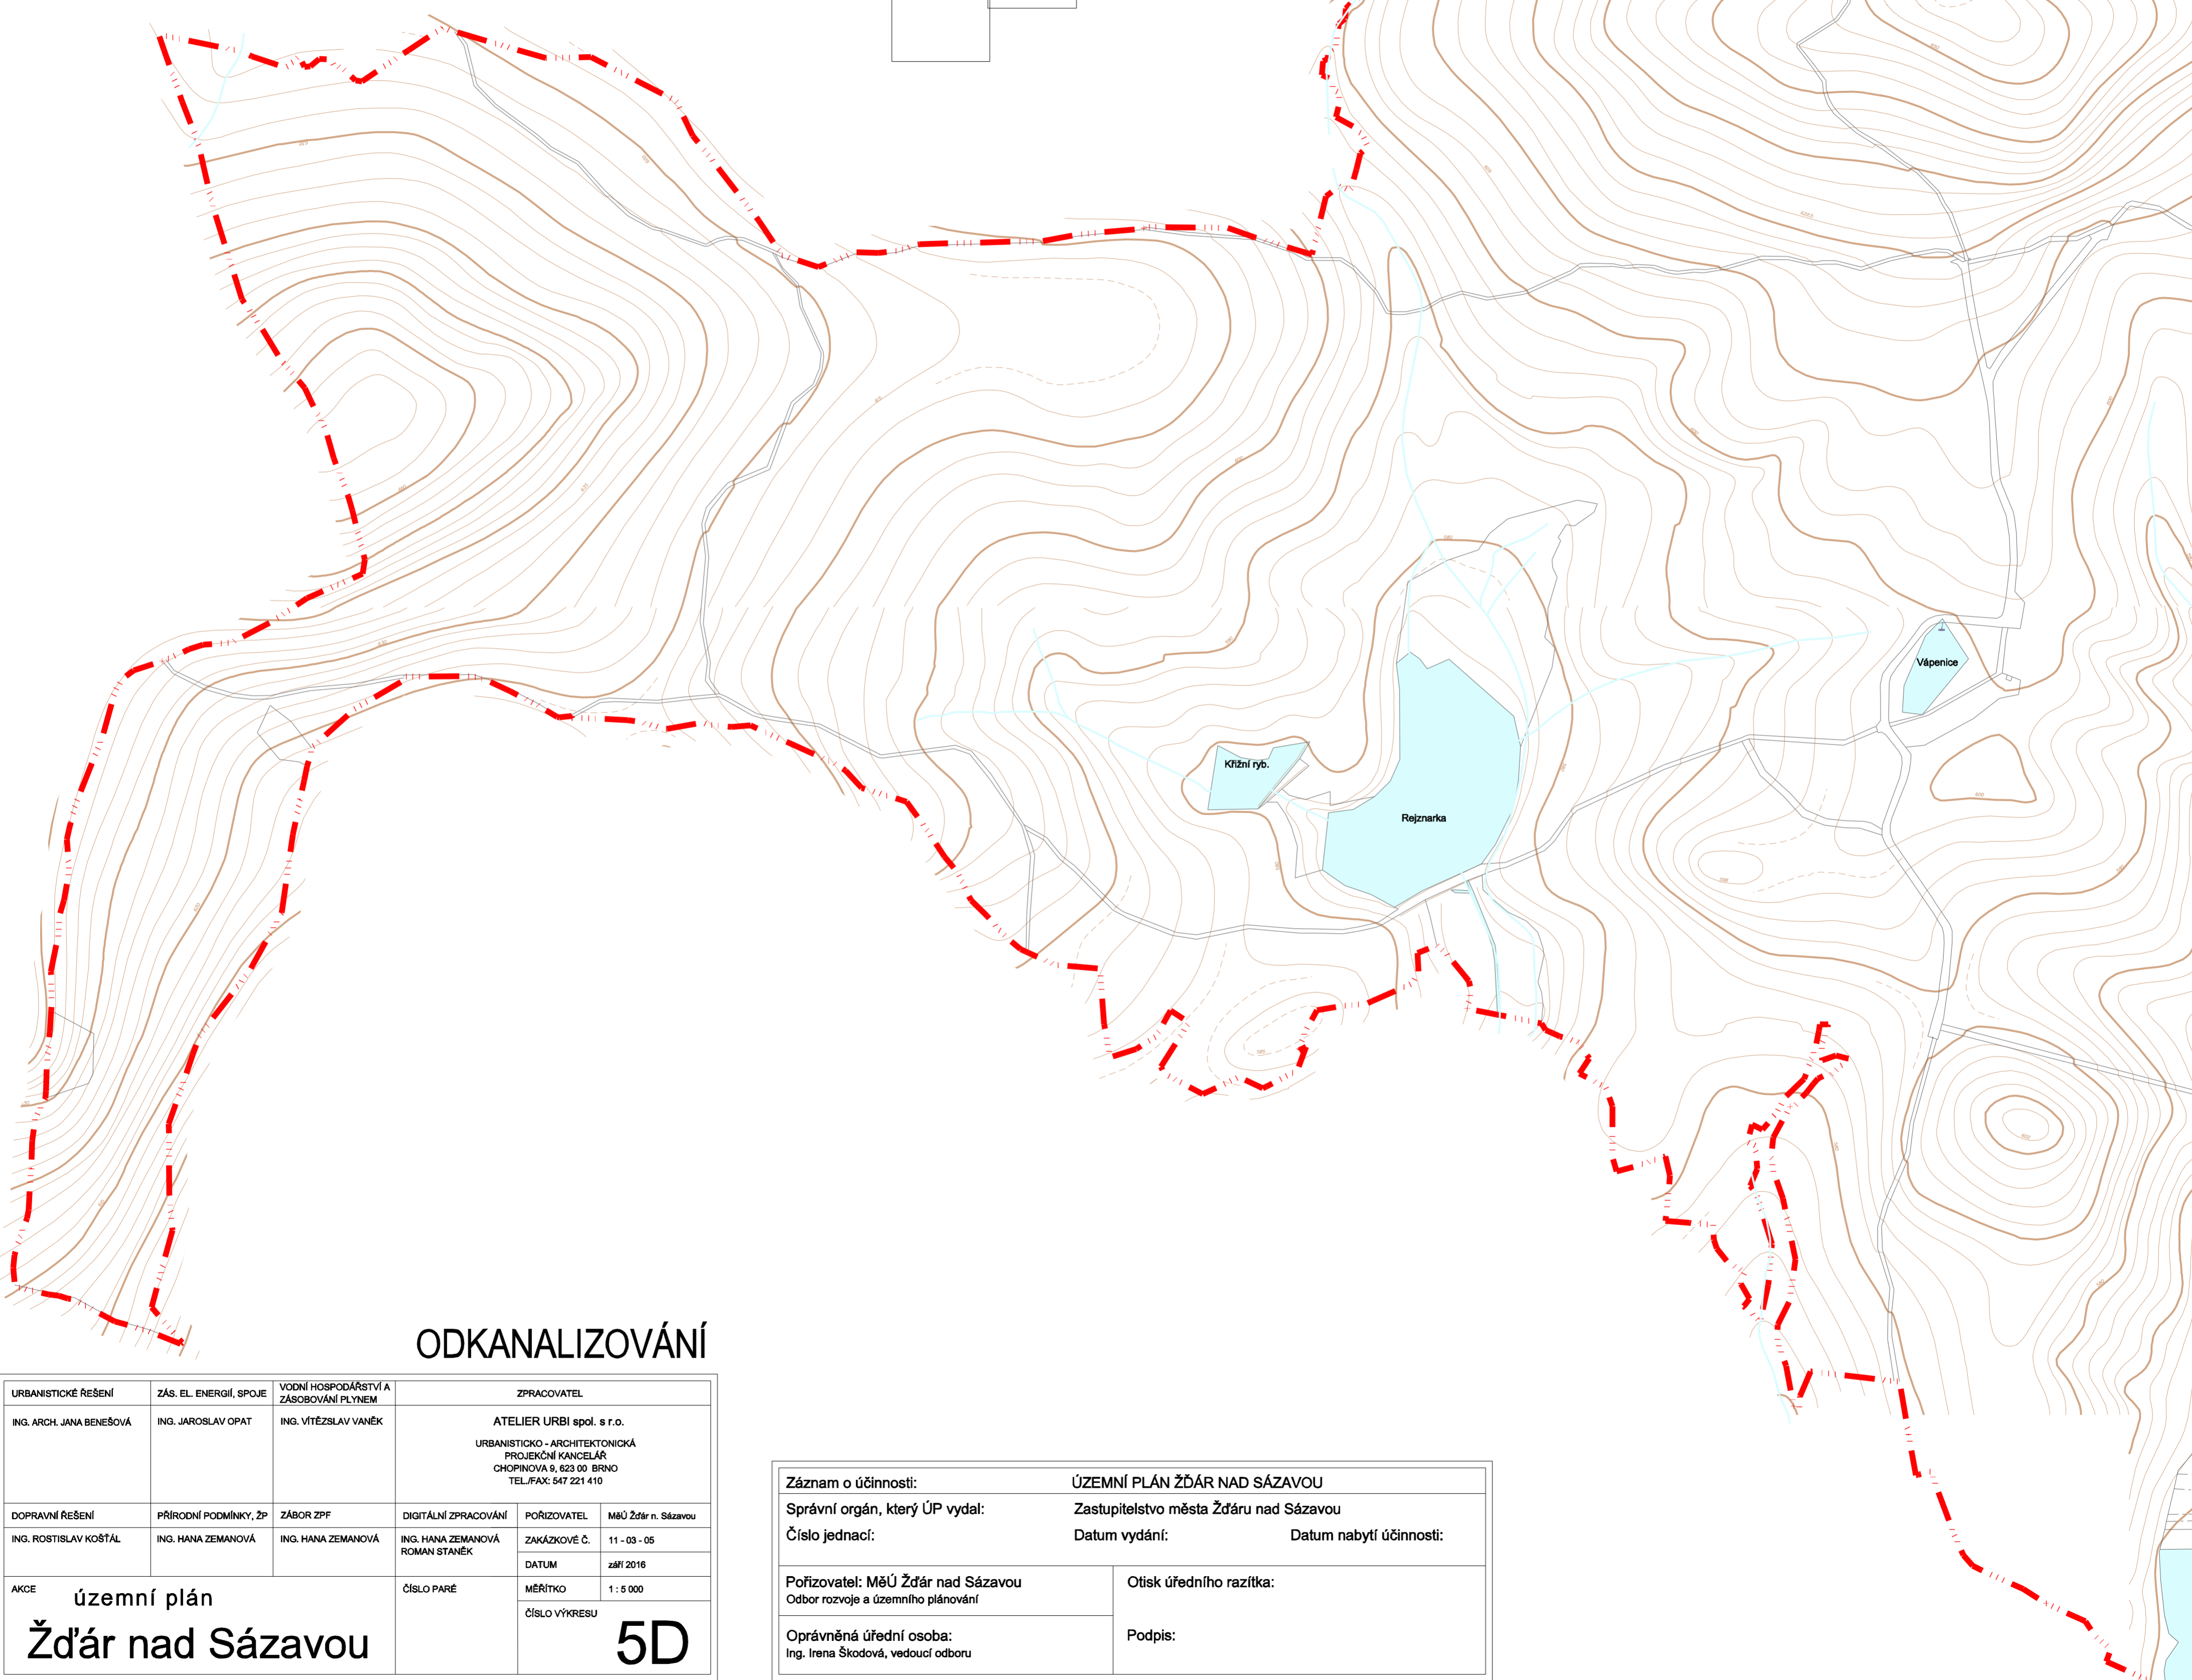 Vápenice
Křižní ryb.
Rejznarka
600
ODKANALIZOVÁNÍ
URBANISTICKÉ ŘEŠENÍ
ZÁS. EL. ENERGIÍ, SPOJE
VODNÍ HOSPODÁŘSTVÍ A
ZÁSOBOVÁNÍ PLYNEM
ZPRACOVATEL
ING. ARCH. JANA BENEŠOVÁ
ING. JAROSLAV OPAT
ING. VÍTĚZSLAV VANĚK
ATELIER URBI spol. s r.o.
URBANISTICKO - ARCHITEKTONICKÁ
PROJEKČNÍ KANCELÁŘ
CHOPINOVA 9, 623 00 BRNO
TEL./FAX: 547 221 410
DOPRAVNÍ ŘEŠENÍ
PŘÍRODNÍ PODMÍNKY, ŽP
ZÁBOR ZPF
DIGITÁLNÍ ZPRACOVÁNÍ
POŘIZOVATEL
MěÚ Žďár n. Sázavou
ING. ROSTISLAV KOŠŤÁL
ING. HANA ZEMANOVÁ
ING. HANA ZEMANOVÁ
ING. HANA ZEMANOVÁ
ROMAN STANĚK
ZAKÁZKOVÉ Č.
11 - 03 - 05
DATUM
září 2016
AKCE
územní plán
Žďár nad Sázavou
ČÍSLO PARÉ
MĚŘÍTKO
1 : 5 000
ČÍSLO VÝKRESU
5D
Záznam o účinnosti:
ÚZEMNÍ PLÁN ŽĎÁR NAD SÁZAVOU
Správní orgán, který ÚP vydal:
Zastupitelstvo města Žďáru nad Sázavou
Číslo jednací:
Datum vydání:
Datum nabytí účinnosti:
Pořizovatel: MěÚ Žďár nad Sázavou
Odbor rozvoje a územního plánování
Otisk úředního razítka:
Oprávněná úřední osoba:
Ing. Irena Škodová, vedoucí odboru
Podpis: